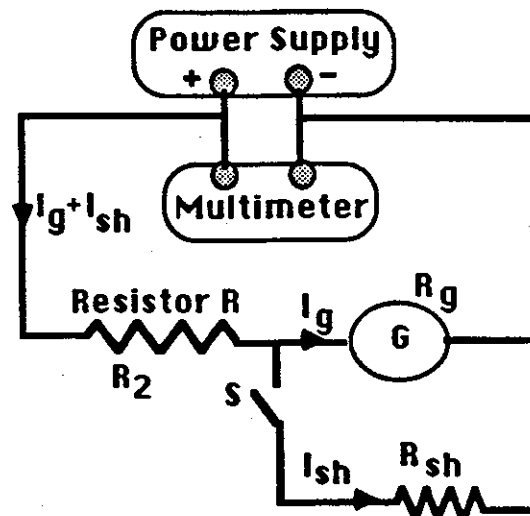 Power Supply
+ -
Multimeter
Ig+Ish
Resistor R
R2
Ig
Rg
G
S
Ish
Rsh